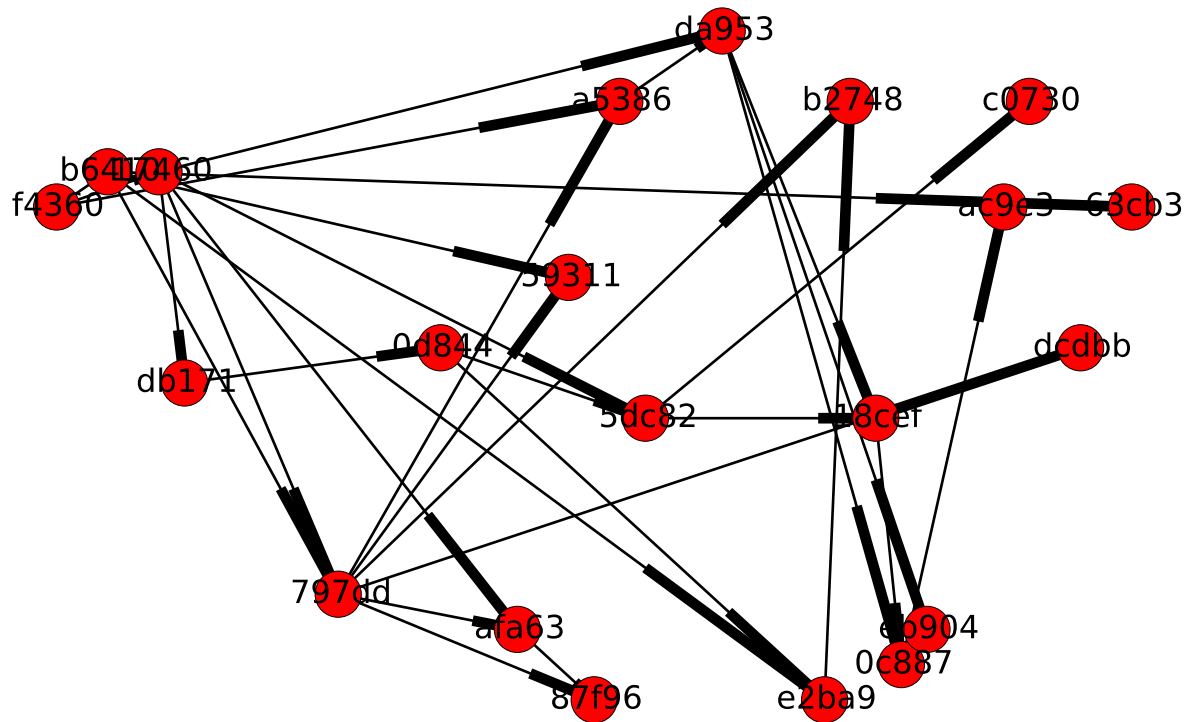 da953
a5386
b2748
c0730
f4360
ac9e3
63cb3
59311
0d844
dcdbb
db171
5dc82
18cef
797dd
afa63
eb904
0c887
87f96
e2ba9